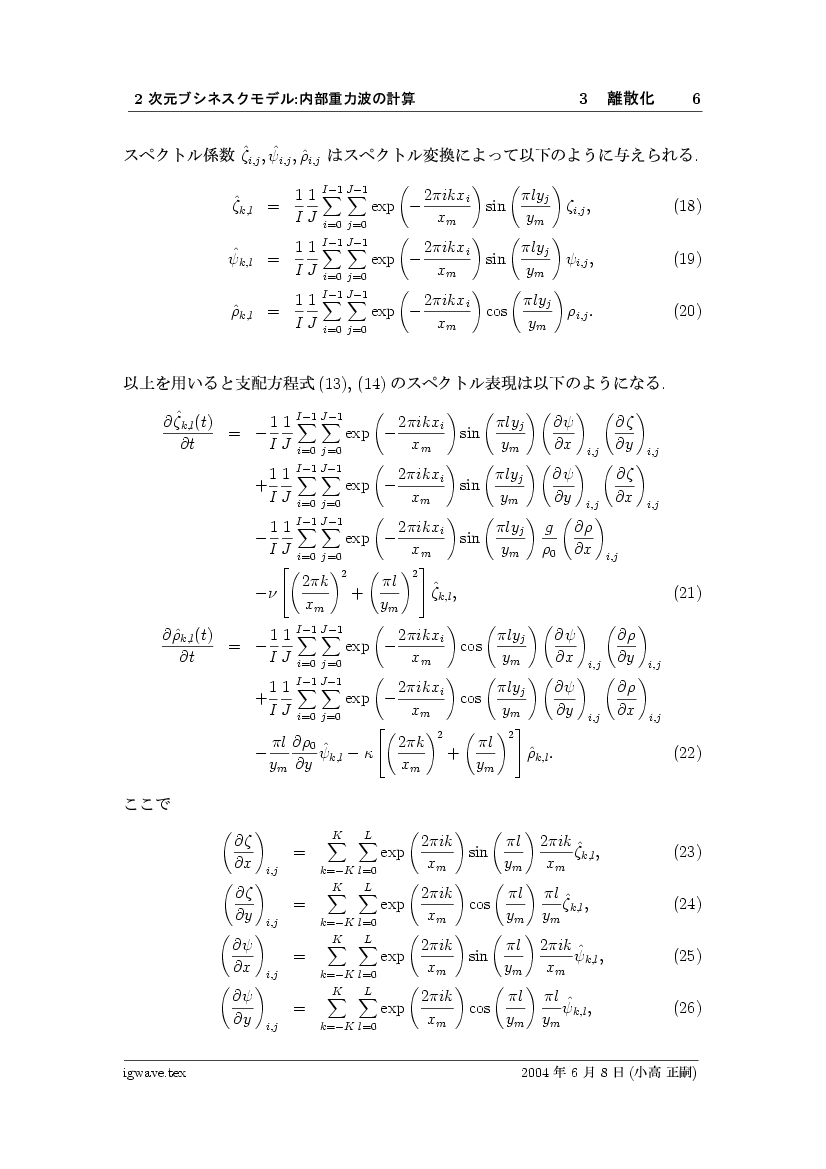 2 次元ブシネスクモデル:内部重力波の計算 3 離散化 6
スペクトル係数 $\hat{\zeta}_{i,j}, \hat{\psi}_{i,j}, \hat{\rho}_{i,j}$ はスペクトル変換によって以下のように与えられる.
$\hat{\zeta}_{k,l} = \frac{1}{I}\frac{1}{J}\sum_{i=0}^{I-1}\sum_{j=0}^{J-1}\exp\left(-\frac{2\pi ikx_i}{x_m}\right)\sin\left(\frac{\pi ly_j}{y_m}\right)\zeta_{i,j},$ (18)
$\hat{\psi}_{k,l} = \frac{1}{I}\frac{1}{J}\sum_{i=0}^{I-1}\sum_{j=0}^{J-1}\exp\left(-\frac{2\pi ikx_i}{x_m}\right)\sin\left(\frac{\pi ly_j}{y_m}\right)\psi_{i,j},$ (19)
$\hat{\rho}_{k,l} = \frac{1}{I}\frac{1}{J}\sum_{i=0}^{I-1}\sum_{j=0}^{J-1}\exp\left(-\frac{2\pi ikx_i}{x_m}\right)\cos\left(\frac{\pi ly_j}{y_m}\right)\rho_{i,j}.$ (20)
以上を用いると支配方程式 (13), (14) のスペクトル表現は以下のようになる.
$\frac{\partial\hat{\zeta}_{k,l}(t)}{\partial t} = -\frac{1}{I}\frac{1}{J}\sum_{i=0}^{I-1}\sum_{j=0}^{J-1}\exp\left(-\frac{2\pi ikx_i}{x_m}\right)\sin\left(\frac{\pi ly_j}{y_m}\right)\left(\frac{\partial\psi}{\partial x}\right)_{i,j}\left(\frac{\partial\zeta}{\partial y}\right)_{i,j}$
$+\frac{1}{I}\frac{1}{J}\sum_{i=0}^{I-1}\sum_{j=0}^{J-1}\exp\left(-\frac{2\pi ikx_i}{x_m}\right)\sin\left(\frac{\pi ly_j}{y_m}\right)\left(\frac{\partial\psi}{\partial y}\right)_{i,j}\left(\frac{\partial\zeta}{\partial x}\right)_{i,j}$
$-\frac{1}{I}\frac{1}{J}\sum_{i=0}^{I-1}\sum_{j=0}^{J-1}\exp\left(-\frac{2\pi ikx_i}{x_m}\right)\sin\left(\frac{\pi ly_j}{y_m}\right)\frac{g}{\rho_0}\left(\frac{\partial\rho}{\partial x}\right)_{i,j}$
$-\nu\left[\left(\frac{2\pi k}{x_m}\right)^2+\left(\frac{\pi l}{y_m}\right)^2\right]\hat{\zeta}_{k,l},$ (21)
$\frac{\partial\hat{\rho}_{k,l}(t)}{\partial t} = -\frac{1}{I}\frac{1}{J}\sum_{i=0}^{I-1}\sum_{j=0}^{J-1}\exp\left(-\frac{2\pi ikx_i}{x_m}\right)\cos\left(\frac{\pi ly_j}{y_m}\right)\left(\frac{\partial\psi}{\partial x}\right)_{i,j}\left(\frac{\partial\rho}{\partial y}\right)_{i,j}$
$+\frac{1}{I}\frac{1}{J}\sum_{i=0}^{I-1}\sum_{j=0}^{J-1}\exp\left(-\frac{2\pi ikx_i}{x_m}\right)\cos\left(\frac{\pi ly_j}{y_m}\right)\left(\frac{\partial\psi}{\partial y}\right)_{i,j}\left(\frac{\partial\rho}{\partial x}\right)_{i,j}$
$-\frac{\pi l}{y_m}\frac{\partial\rho_0}{\partial y}\hat{\psi}_{k,l}-\kappa\left[\left(\frac{2\pi k}{x_m}\right)^2+\left(\frac{\pi l}{y_m}\right)^2\right]\hat{\rho}_{k,l}.$ (22)
ここで
$\left(\frac{\partial\zeta}{\partial x}\right)_{i,j} = \sum_{k=-K}^{K}\sum_{l=0}^{L}\exp\left(\frac{2\pi ik}{x_m}\right)\sin\left(\frac{\pi l}{y_m}\right)\frac{2\pi ik}{x_m}\hat{\zeta}_{k,l},$ (23)
$\left(\frac{\partial\zeta}{\partial y}\right)_{i,j} = \sum_{k=-K}^{K}\sum_{l=0}^{L}\exp\left(\frac{2\pi ik}{x_m}\right)\cos\left(\frac{\pi l}{y_m}\right)\frac{\pi l}{y_m}\hat{\zeta}_{k,l},$ (24)
$\left(\frac{\partial\psi}{\partial x}\right)_{i,j} = \sum_{k=-K}^{K}\sum_{l=0}^{L}\exp\left(\frac{2\pi ik}{x_m}\right)\sin\left(\frac{\pi l}{y_m}\right)\frac{2\pi ik}{x_m}\hat{\psi}_{k,l},$ (25)
$\left(\frac{\partial\psi}{\partial y}\right)_{i,j} = \sum_{k=-K}^{K}\sum_{l=0}^{L}\exp\left(\frac{2\pi ik}{x_m}\right)\cos\left(\frac{\pi l}{y_m}\right)\frac{\pi l}{y_m}\hat{\psi}_{k,l},$ (26)
igwave.tex 2004 年 6 月 8 日 (小高 正嗣)